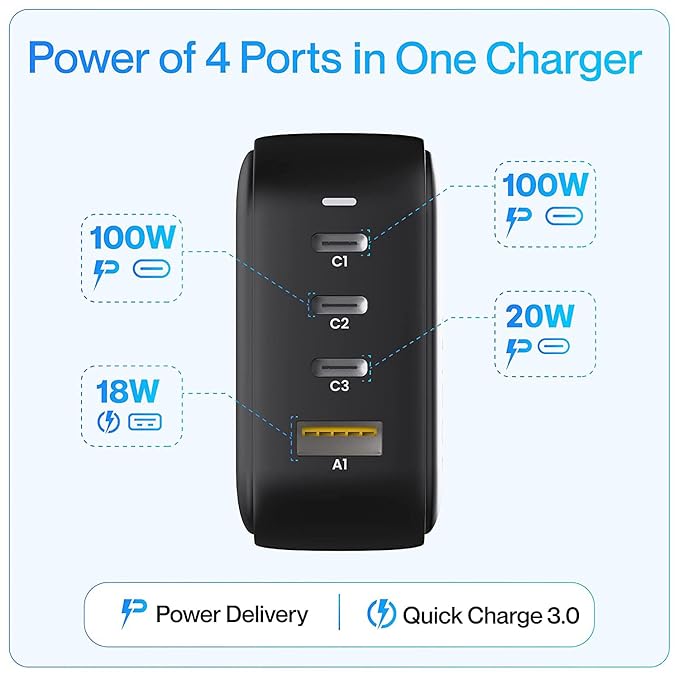 Power of 4 Ports in One Charger
100W
C1
100W
C2
20W
C3
18W
A1
Power Delivery
Quick Charge 3.0